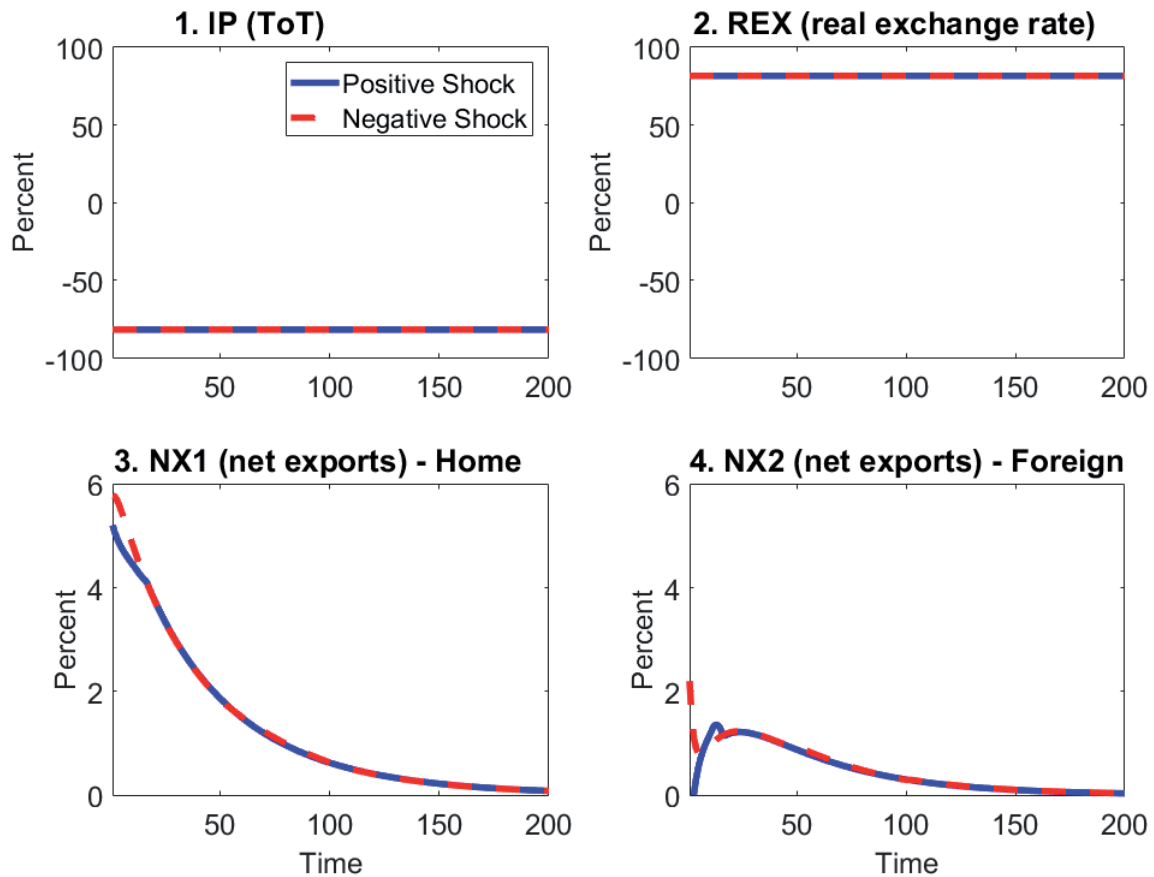 1. IP (ToT)
100
50
0
-50
-100
Percent
50
100
150
200
Positive Shock
Negative Shock
2. REX (real exchange rate)
100
50
0
-50
-100
Percent
50
100
150
200
3. NX1 (net exports) - Home
6
4
2
0
Percent
50
100
150
200
Time
4. NX2 (net exports) - Foreign
6
4
2
0
Percent
50
100
150
200
Time